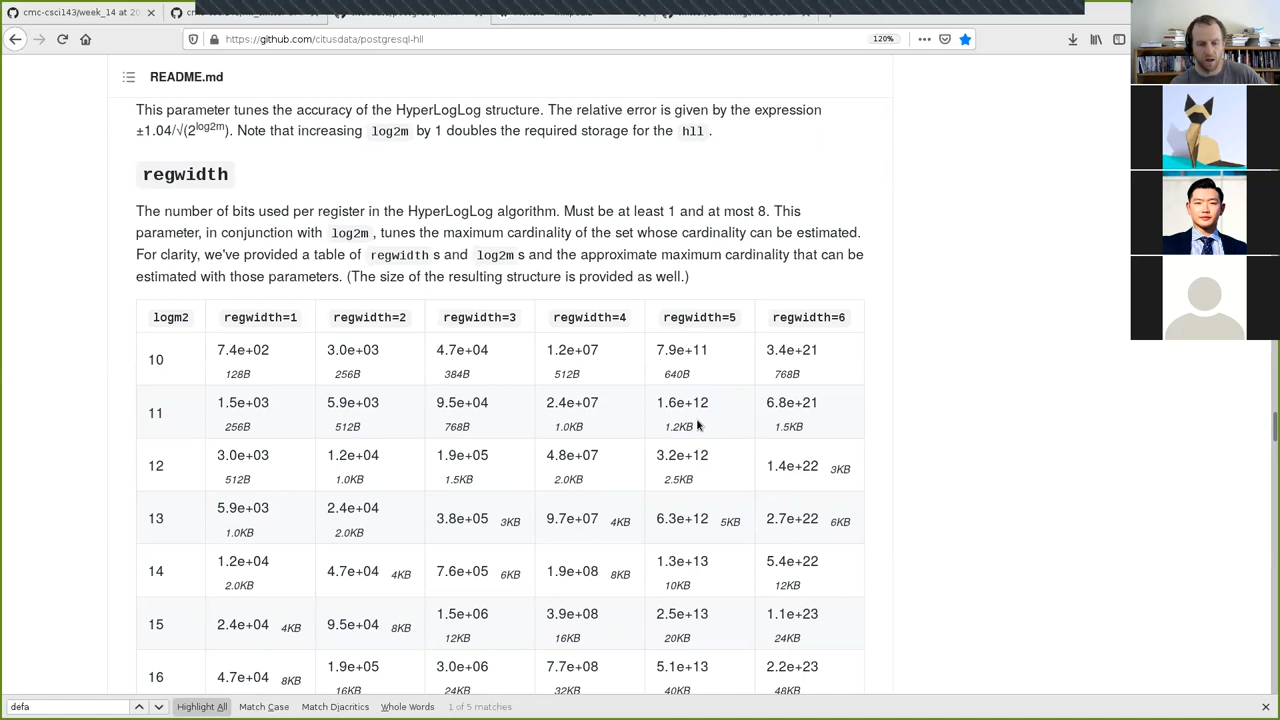 cmc-csci143/week_14 at 20
https://github.com/citusdata/postgresql-hll
120%
README.md
This parameter tunes the accuracy of the HyperLogLog structure. The relative error is given by the expression
±1.04/√(2^log2m). Note that increasing log2m by 1 doubles the required storage for the hll .
regwidth
The number of bits used per register in the HyperLogLog algorithm. Must be at least 1 and at most 8. This
parameter, in conjunction with log2m , tunes the maximum cardinality of the set whose cardinality can be estimated.
For clarity, we've provided a table of regwidth s and log2m s and the approximate maximum cardinality that can be
estimated with those parameters. (The size of the resulting structure is provided as well.)
logm2 regwidth=1 regwidth=2 regwidth=3 regwidth=4 regwidth=5 regwidth=6
10 7.4e+02 128B 3.0e+03 256B 4.7e+04 384B 1.2e+07 512B 7.9e+11 640B 3.4e+21 768B
11 1.5e+03 256B 5.9e+03 512B 9.5e+04 768B 2.4e+07 1.0KB 1.6e+12 1.2KB 6.8e+21 1.5KB
12 3.0e+03 512B 1.2e+04 1.0KB 1.9e+05 1.5KB 4.8e+07 2.0KB 3.2e+12 2.5KB 1.4e+22 3KB
13 5.9e+03 1.0KB 2.4e+04 2.0KB 3.8e+05 3KB 9.7e+07 4KB 6.3e+12 5KB 2.7e+22 6KB
14 1.2e+04 2.0KB 4.7e+04 4KB 7.6e+05 6KB 1.9e+08 8KB 1.3e+13 10KB 5.4e+22 12KB
15 2.4e+04 4KB 9.5e+04 8KB 1.5e+06 12KB 3.9e+08 16KB 2.5e+13 20KB 1.1e+23 24KB
16 4.7e+04 8KB 1.9e+05 16KB 3.0e+06 24KB 7.7e+08 32KB 5.1e+13 40KB 2.2e+23 48KB
defa Highlight All Match Case Match Diacritics Whole Words 1 of 5 matches